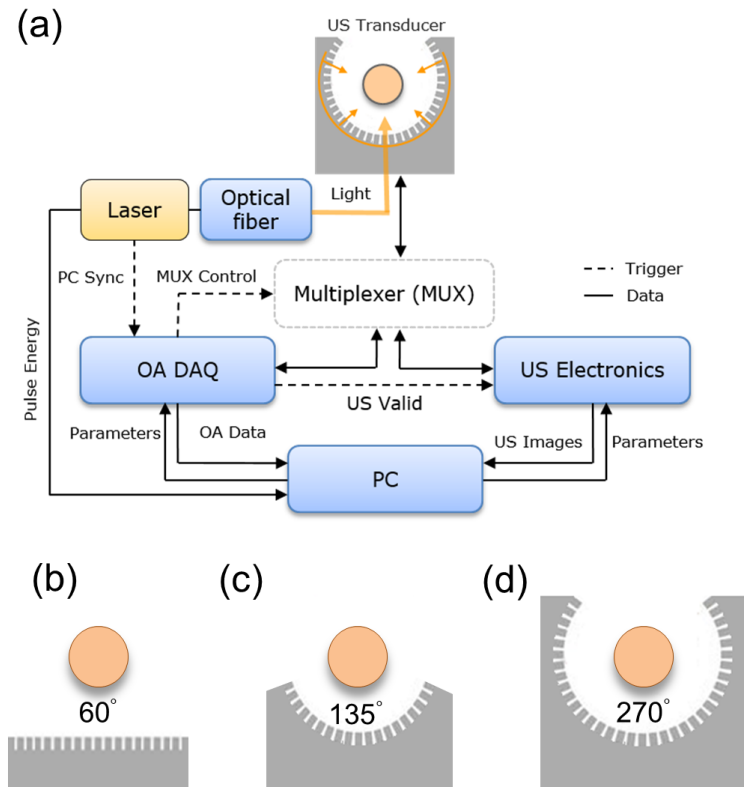 (a)
US Transducer
Laser
Optical
fiber
Light
PC Sync
MUX Control
Multiplexer (MUX)
Trigger
Data
Pulse Energy
OA DAQ
US Electronics
US Valid
Parameters
OA Data
US Images
Parameters
PC
(b)
(c)
(d)
60°
135°
270°